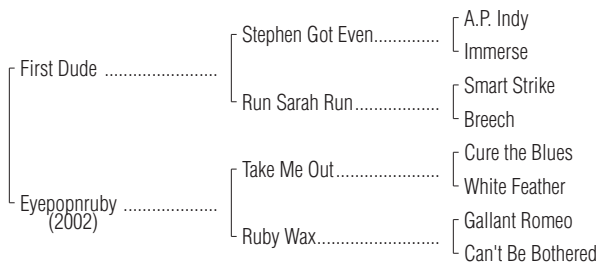 A.P. Indy
Stephen Got Even..............
Immerse
First Dude .......................
Smart Strike
Run Sarah Run..................
Breech
Cure the Blues
Take Me Out......................
White Feather
Eyepopnruby ...................
(2002)
Gallant Romeo
Ruby Wax.........................
Can't Be Bothered